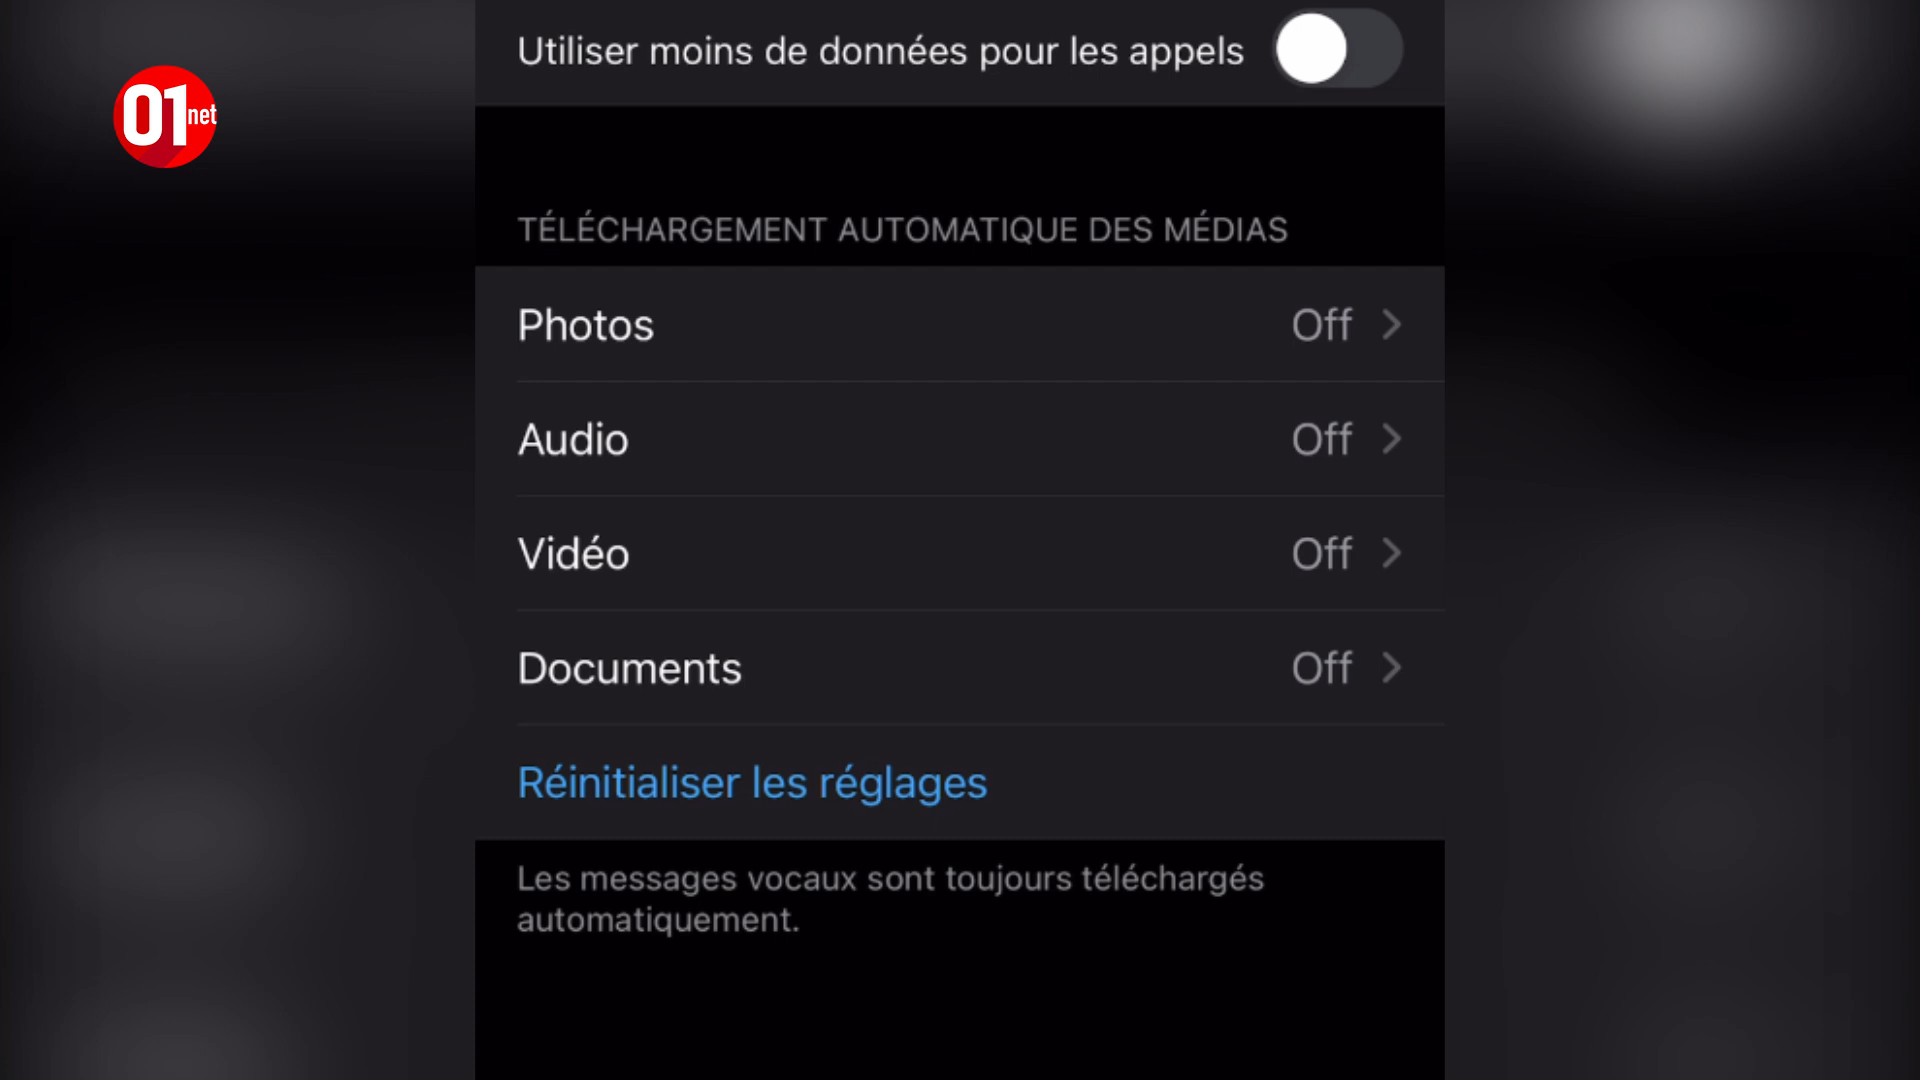 Utiliser moins de données pour les appels
01net
TÉLÉCHARGEMENT AUTOMATIQUE DES MÉDIAS
Photos Off
Audio Off
Vidéo Off
Documents Off
Réinitialiser les réglages
Les messages vocaux sont toujours téléchargés
automatiquement.